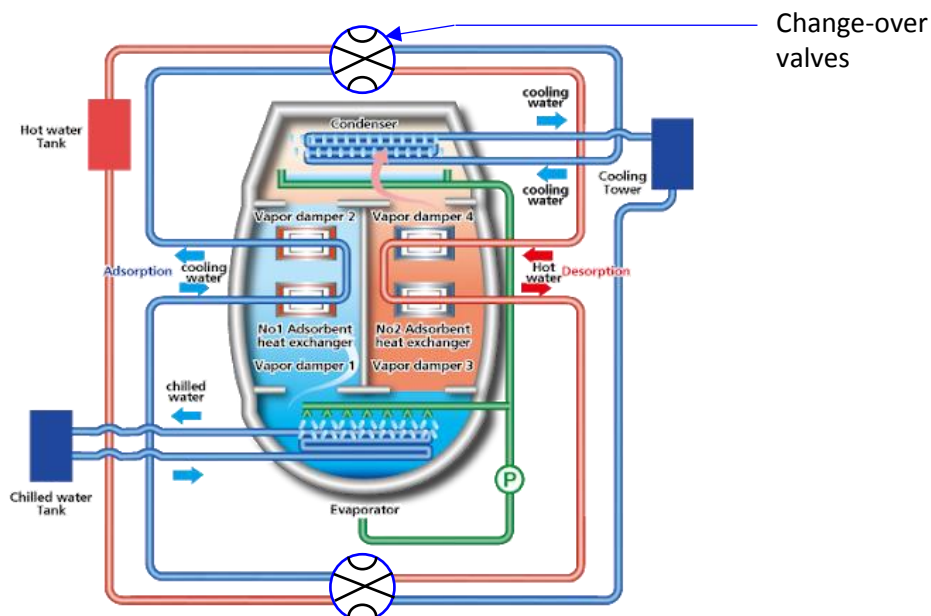 Change-over
valves
cooling
water
Hot water
Tank
Condenser
Cooling
Tower
cooling
water
Vapor damper 2
Vapor damper 4
Adsorption
cooling
water
Hot
water
Desorption
No1 Adsorbent
heat exchanger
No2 Adsorbent
heat exchanger
Vapor damper 1
Vapor damper 3
chilled
water
Chilled water
Tank
P
Evaporator